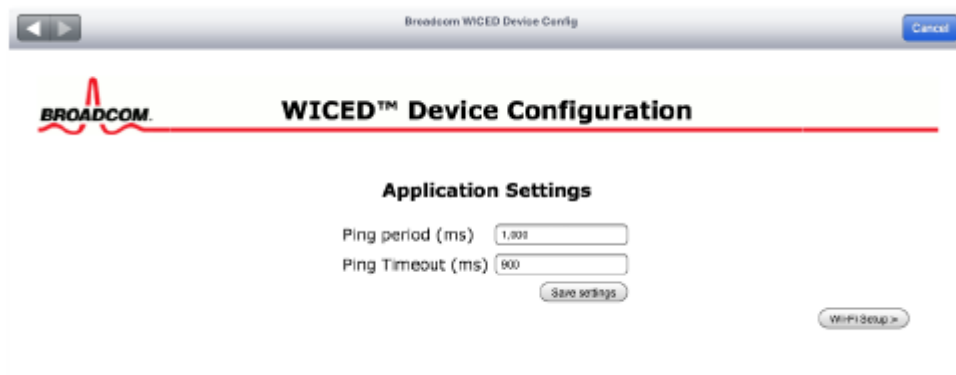 Broadcom WICED Device Config
Cancel
BROADCOM.
WICED™ Device Configuration
Application Settings
Ping period (ms) 1,000
Ping Timeout (ms) 900
Save settings
Wi-Fi Setup >